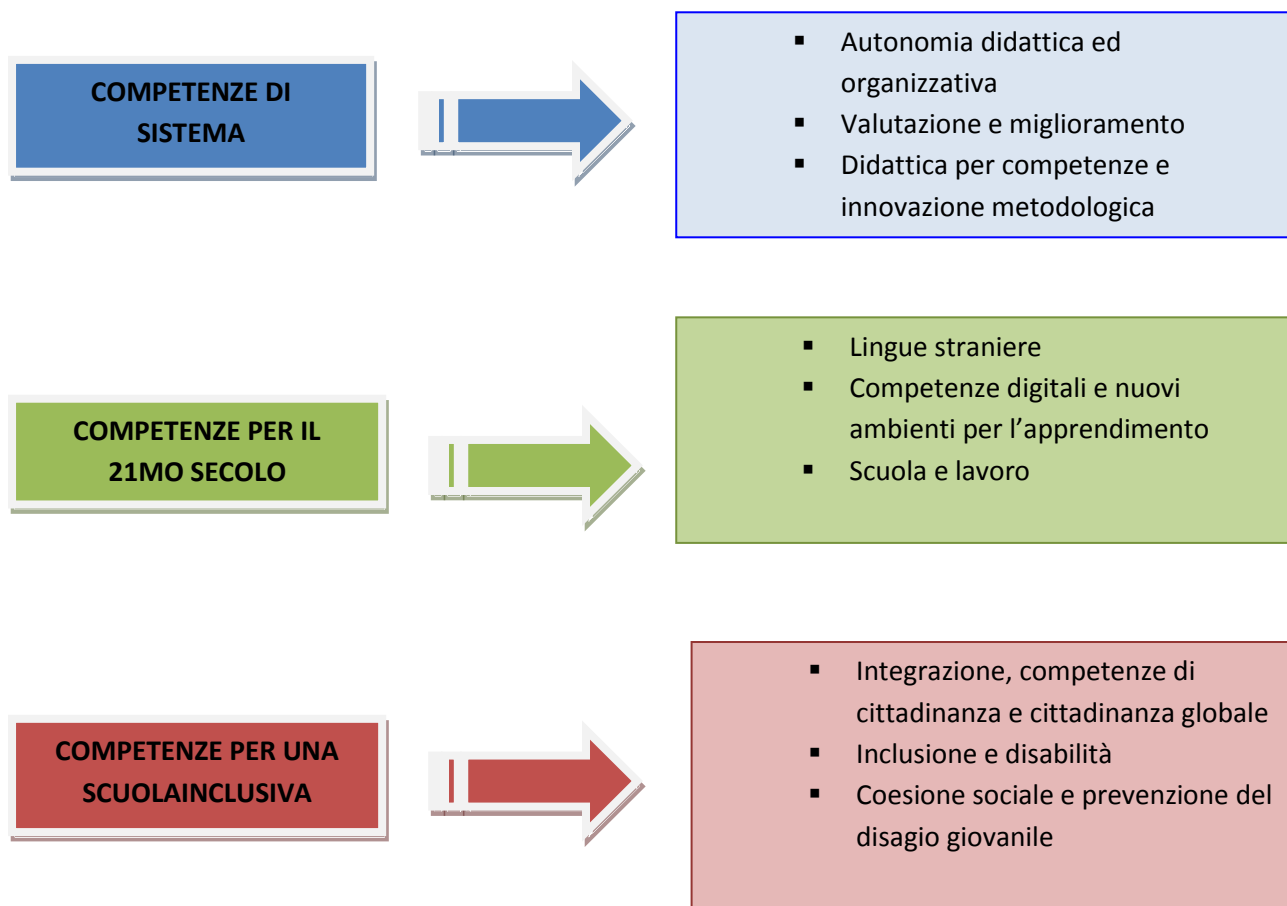 COMPETENZE DI
SISTEMA
▪ Autonomia didattica ed
organizzativa
▪ Valutazione e miglioramento
▪ Didattica per competenze e
innovazione metodologica
COMPETENZE PER IL
21MO SECOLO
▪ Lingue straniere
▪ Competenze digitali e nuovi
ambienti per l’apprendimento
▪ Scuola e lavoro
COMPETENZE PER UNA
SCUOLAINCLUSIVA
▪ Integrazione, competenze di
cittadinanza e cittadinanza globale
▪ Inclusione e disabilità
▪ Coesione sociale e prevenzione del
disagio giovanile